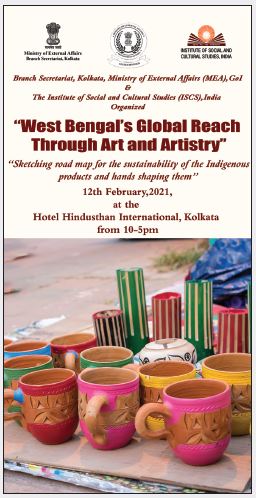 Ministry of External Affairs
Branch Secretariat, Kolkata
INSTITUTE OF SOCIAL AND
CULTURAL STUDIES, INDIA
Branch Secretariat, Kolkata, Ministry of External Affairs (MEA), GoI
&
The Institute of Social and Cultural Studies (ISCS),India
Organized
“West Bengal's Global Reach
Through Art and Artistry”
“Sketching road map for the sustainability of the Indigenous
products and hands shaping them”
12th February,2021,
at the
Hotel Hindusthan International, Kolkata
from 10-5pm